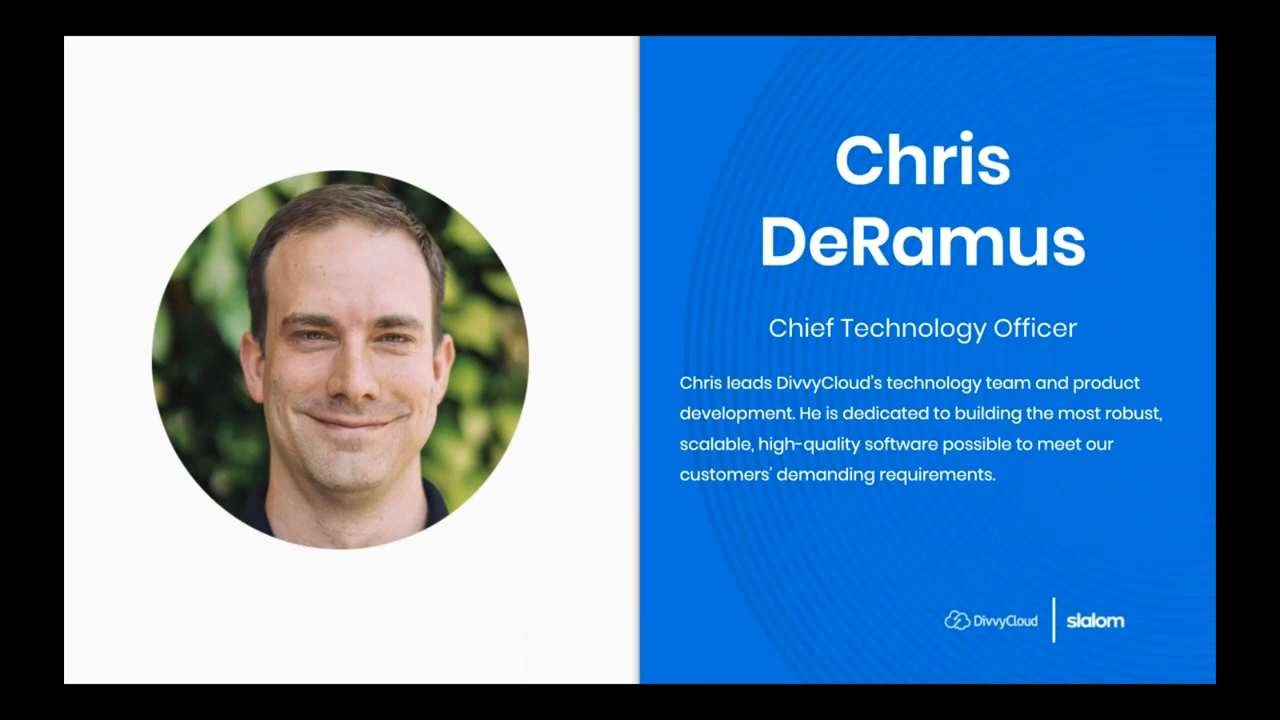 Chris
DeRamus
Chief Technology Officer
Chris leads DivvyCloud's technology team and product
development. He is dedicated to building the most robust,
scalable, high-quality software possible to meet our
customers' demanding requirements.
DivvyCloud | slalom